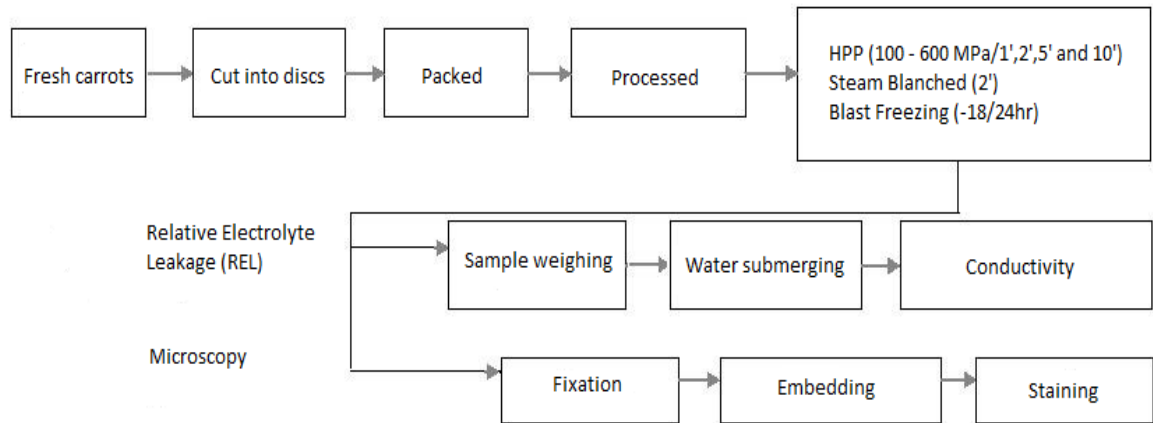 Fresh carrots
Cut into discs
Packed
Processed
HPP (100 - 600 MPa/1',2',5' and 10')
Steam Blanched (2')
Blast Freezing (-18/24hr)
Relative Electrolyte
Leakage (REL)
Sample weighing
Water submerging
Conductivity
Microscopy
Fixation
Embedding
Staining